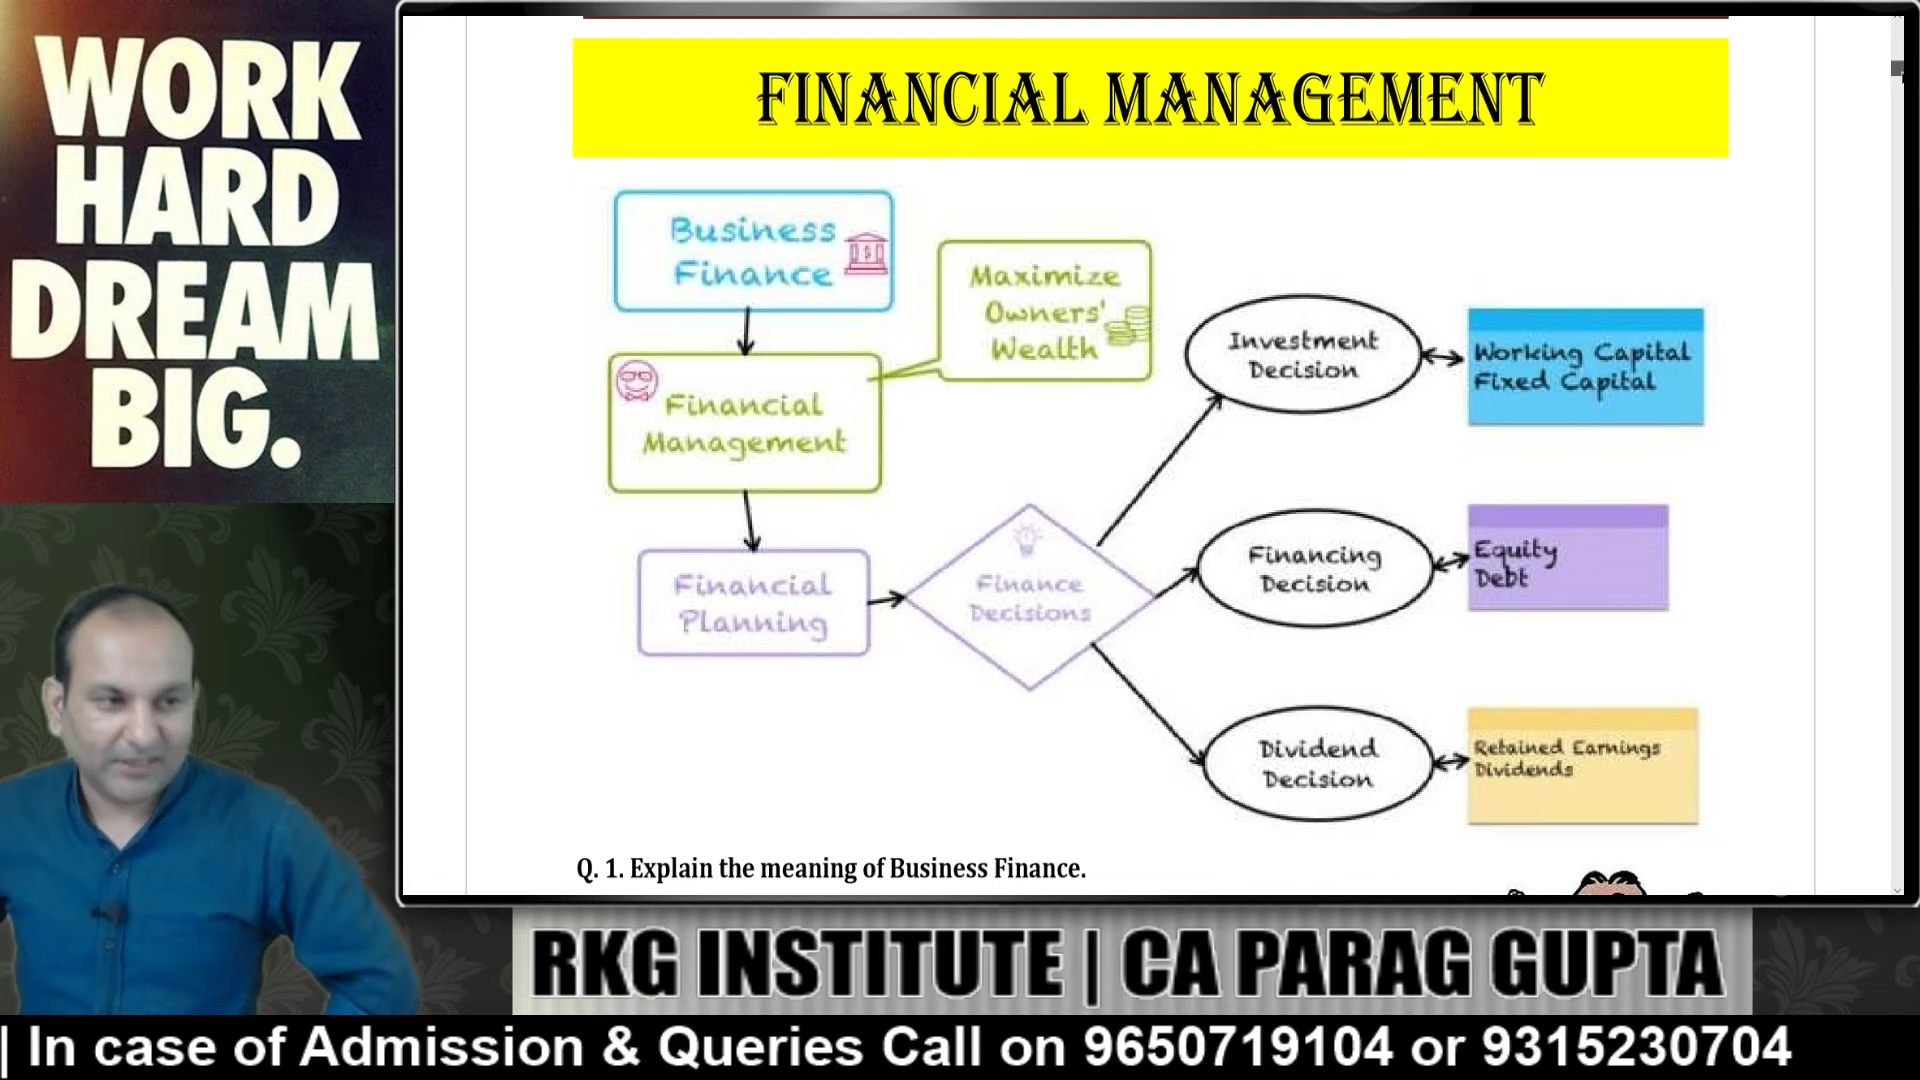 WORK
HARD
DREAM
BIG.
FINANCIAL MANAGEMENT
Business
Finance
Maximize
Owners'
Wealth
Financial
Management
Financial
Planning
Finance
Decisions
Investment
Decision
Working Capital
Fixed Capital
Financing
Decision
Equity
Debt
Dividend
Decision
Retained Earnings
Dividends
Q. 1. Explain the meaning of Business Finance.
RKG INSTITUTE | CA PARAG GUPTA
| In case of Admission & Queries Call on 9650719104 or 9315230704